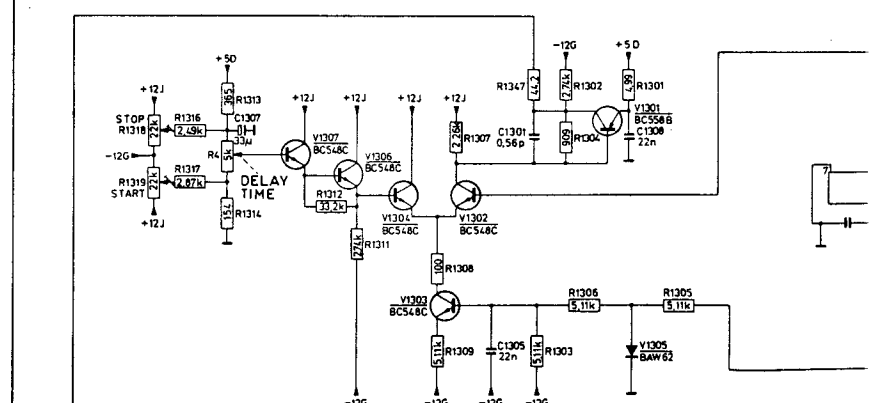 -12G
+5D
+5D
R1347
44,2
2,74k
R1302
4,99
R1301
+12J
365
R1313
+12J
+12J
+12J
+12J
STOP
R1318
22k
R1316
2,49k
C1307
33µ
V1301
BC558B
-12G
R4
5k
V1307
BC548C
2,26k
R1307
C1301
0,56p
909
R1304
C1308
22n
V1306
BC548C
R1319
START
22k
R1317
2,87k
DELAY
TIME
7
R1312
33,2k
154
R1314
+12J
V1304
BC548C
V1302
BC548C
274k
R1311
100
R1308
V1303
BC548C
R1306
5,11k
R1305
5,11k
5,11k
R1309
C1305
22n
5,11k
R1303
V1305
BAW62
-12G
-12G
-12G
-12G